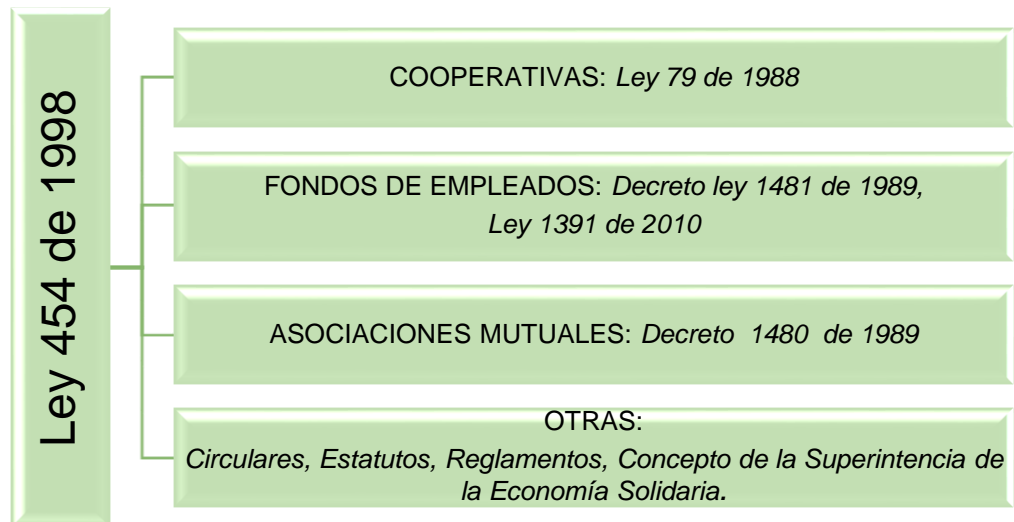 Ley 454 de 1998
COOPERATIVAS: Ley 79 de 1988
FONDOS DE EMPLEADOS: Decreto ley 1481 de 1989,
Ley 1391 de 2010
ASOCIACIONES MUTUALES: Decreto 1480 de 1989
OTRAS:
Circulares, Estatutos, Reglamentos, Concepto de la Superintencia de
la Economía Solidaria.